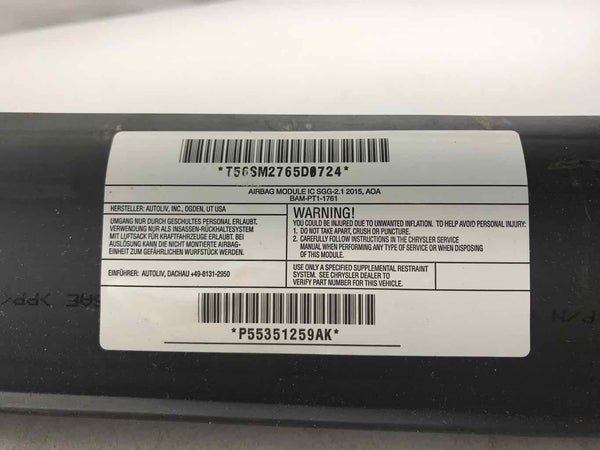 *T56SM2765D0724*
AIRBAG MODULE IC SGG-2.1 2015, AOA
BAM-PT1-1761
HERSTELLER: AUTOLIV, INC., OGDEN, UT USA
UMGANG NUR DURCH GESCHULTES PERSONAL ERLAUBT.
VERWENDUNG NUR ALS INSASSEN-RÜCKHALTESYSTEM
MIT LUFTSACK FÜR KRAFTFAHRZEUGE ERLAUBT. BEI
AUSLÖSUNG KANN DIE NICHT MONTIERTE AIRBAG-
EINHEIT ZUM GEFÄHRLICHEN WURFSTÜCK WERDEN.
EINFÜHRER: AUTOLIV, DACHAU +49-8131-2950
WARNING!
YOU COULD BE INJURED DUE TO UNWANTED INFLATION. TO HELP AVOID PERSONAL INJURY:
1. DO NOT TAKE APART, CRUSH OR PUNCTURE.
2. CAREFULLY FOLLOW INSTRUCTIONS IN THE CHRYSLER SERVICE
MANUAL WHEN PERFORMING ANY TYPE OF SERVICE OR WHEN DISPOSING
OF THIS MODULE.
USE ONLY A SPECIFIED SUPPLEMENTAL RESTRAINT
SYSTEM. SEE CHRYSLER DEALER TO
VERIFY PART NUMBER FOR THIS VEHICLE.
*P55351259AK*
>PP<
P/N